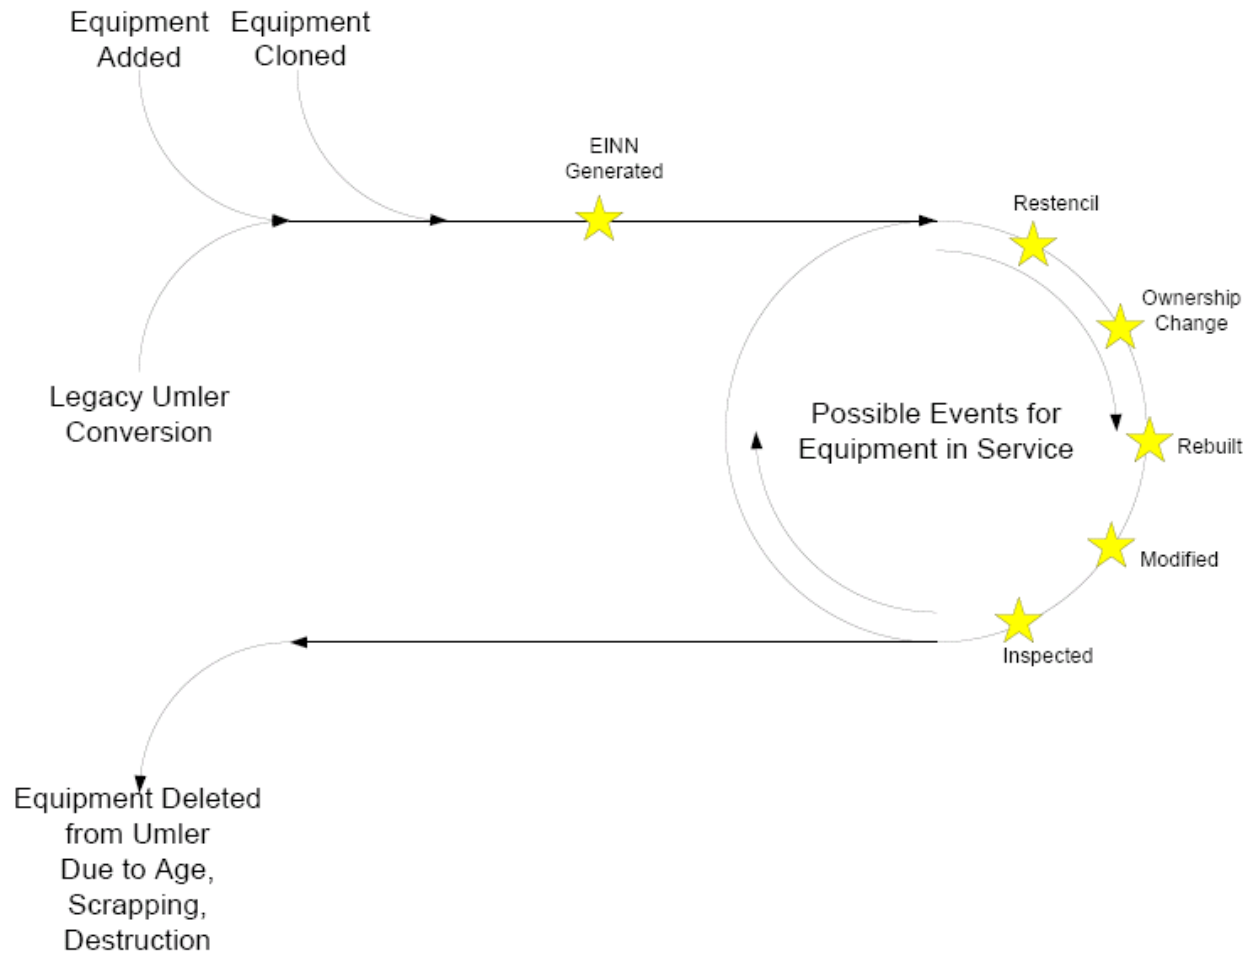 Equipment
Added
Equipment
Cloned
EINN
Generated
Restencil
Ownership
Change
Legacy Umler
Conversion
Possible Events for
Equipment in Service
Rebuilt
Modified
Inspected
Equipment Deleted
from Umler
Due to Age,
Scrapping,
Destruction